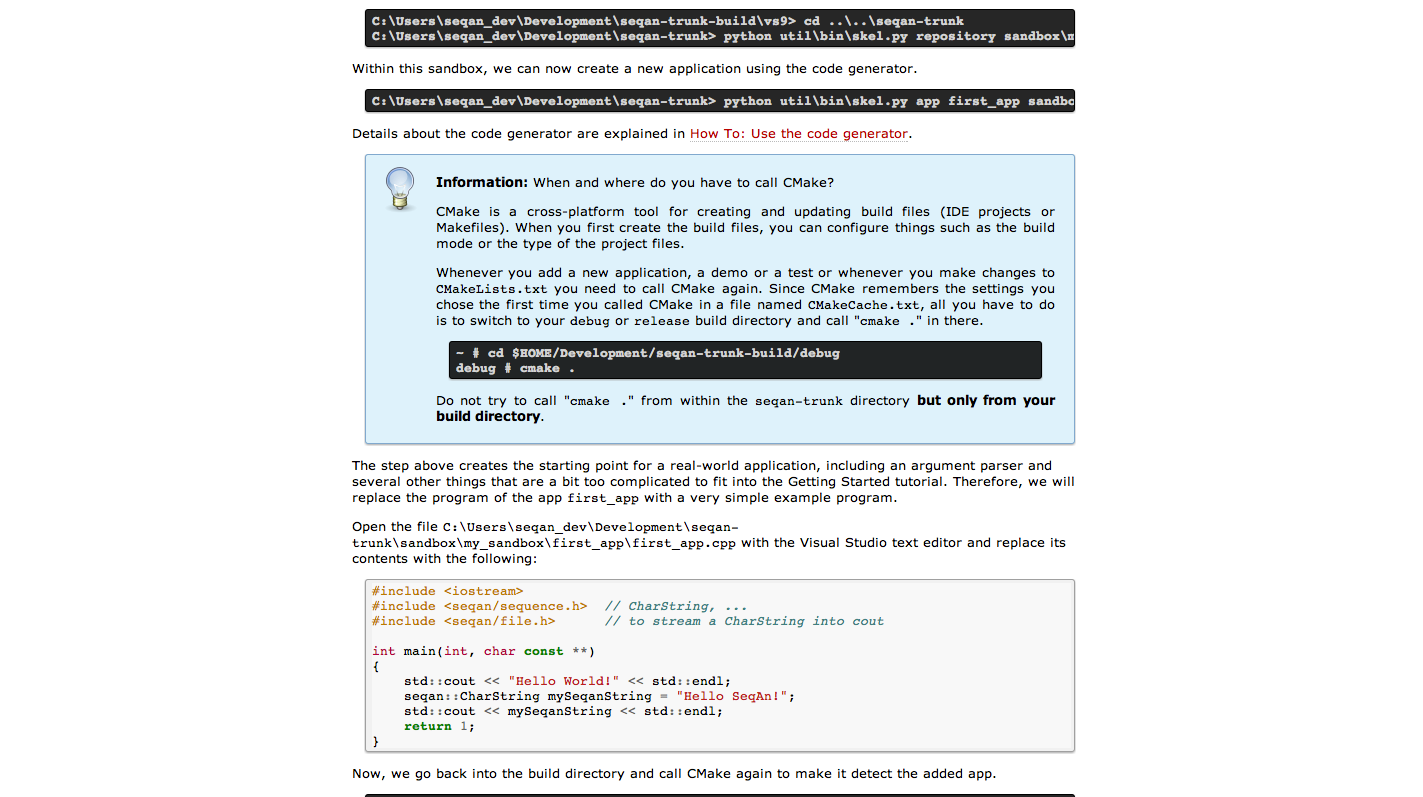 C:\Users\seqan_dev\Development\seqan-trunk-build\vs9> cd ..\..\seqan-trunk
C:\Users\seqan_dev\Development\seqan-trunk> python util\bin\skel.py repository
Within this sandbox, we can now create a new application using the code generator.
C:\Users\seqan_dev\Development\seqan-trunk> python util\bin\skel.py app first_app
Details about the code generator are explained in How To: Use the code generator.
Information: When and where do you have to call CMake?
CMake is a cross-platform tool for creating and updating build files (IDE projects or
Makefiles). When you first create the build files, you can configure things such as the build
mode or the type of the project files.
Whenever you add a new application, a demo or a test or whenever you make changes to
CMakeLists.txt you need to call CMake again. Since CMake remembers the settings you
chose the first time you called CMake in a file named CMakeCache.txt, all you have to do
is to switch to your debug or release build directory and call "cmake ." in there.
~ # cd $HOME/Development/seqan-trunk-build/debug
debug # cmake .
Do not try to call "cmake ." from within the seqan-trunk directory but only from your
build directory.
The step above creates the starting point for a real-world application, including an argument parser and
several other things that are a bit too complicated to fit into the Getting Started tutorial. Therefore, we will
replace the program of the app first_app with a very simple example program.
Open the file C:\Users\seqan_dev\Development\seqan-
trunk\sandbox\my_sandbox\first_app\first_app.cpp with the Visual Studio text editor and replace its
contents with the following:
#include <iostream>
#include <seqan/sequence.h>  // CharString, ...
#include <seqan/file.h>      // to stream a CharString into cout
int main(int, char const **)
{
    std::cout << "Hello World!" << std::endl;
    seqan::CharString mySeqanString = "Hello SeqAn!";
    std::cout << mySeqanString << std::endl;
    return 1;
}
Now, we go back into the build directory and call CMake again to make it detect the added app.